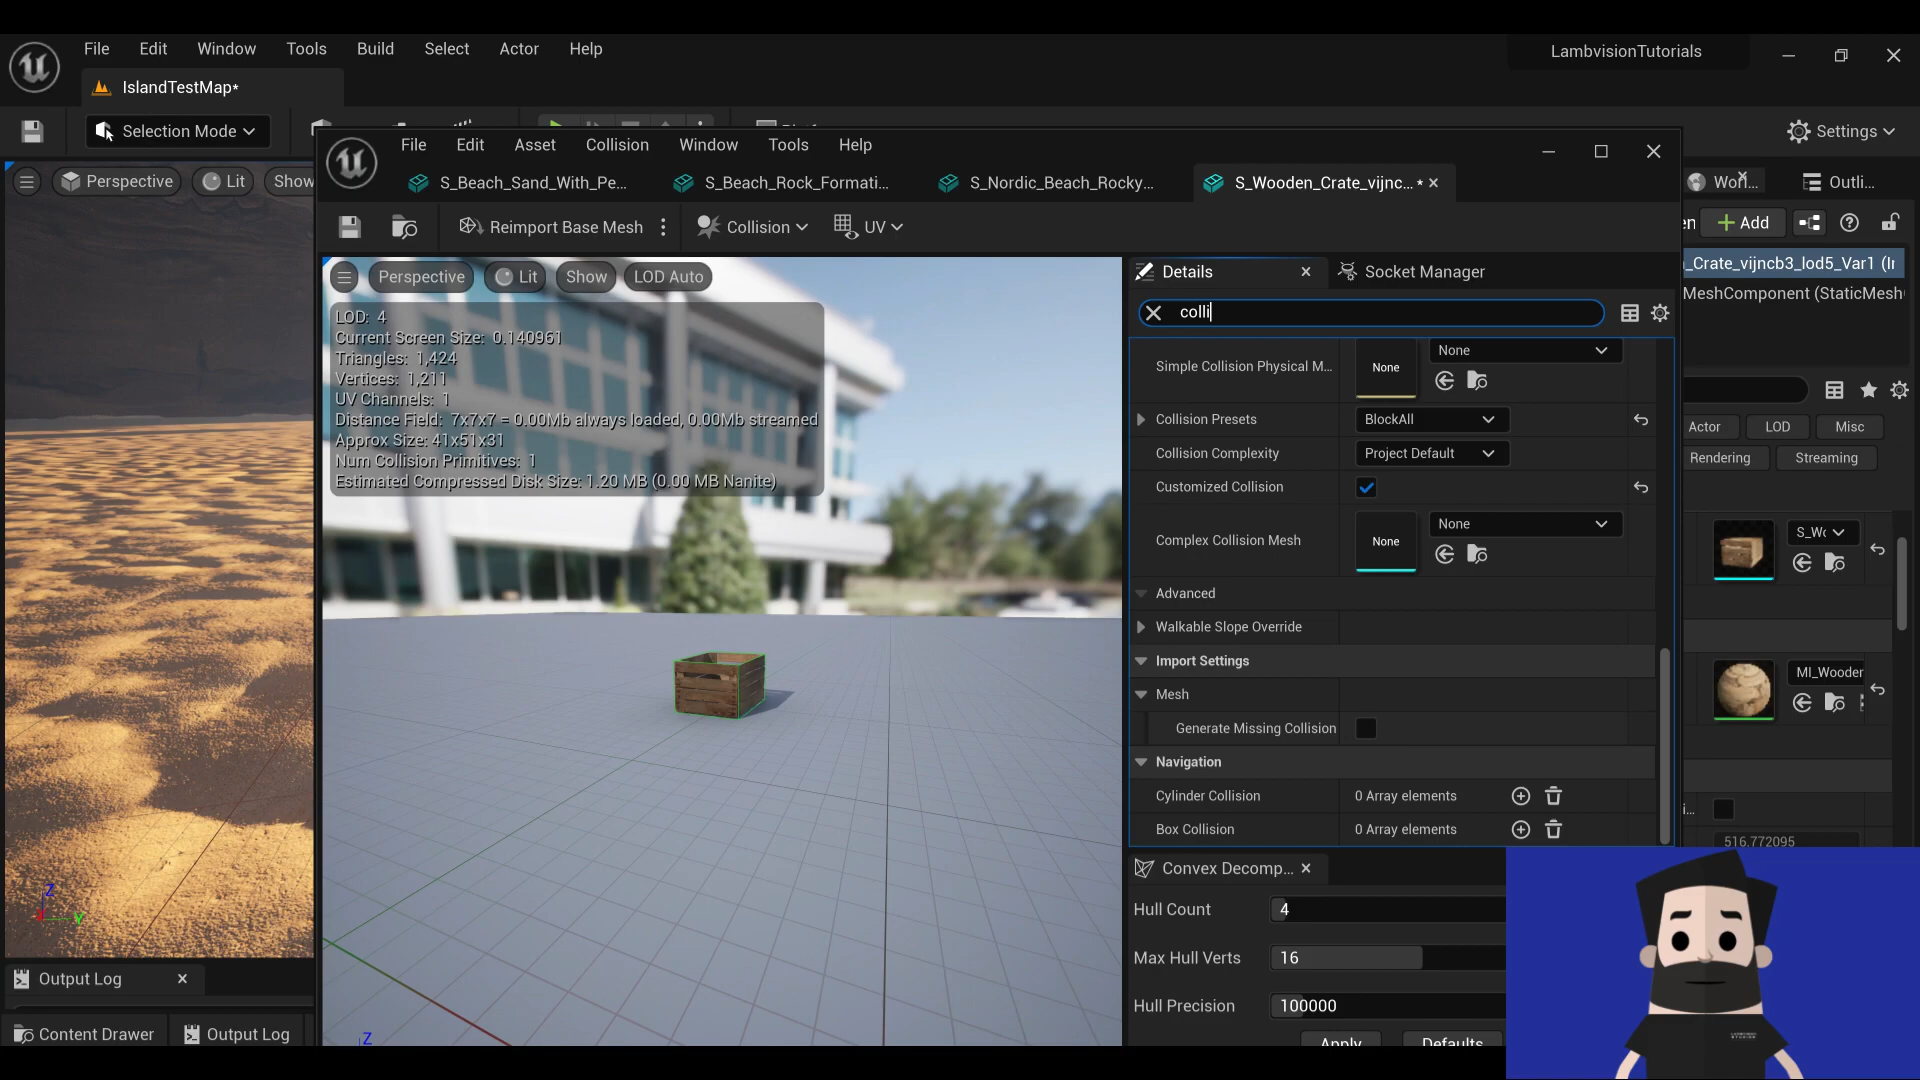 File Edit Window Tools Build Select Actor Help
LambvisionTutorials
IslandTestMap*
Selection Mode
Settings
File Edit Asset Collision Window Tools Help
S_Beach_Sand_With_Pe...
S_Beach_Rock_Formati...
S_Nordic_Beach_Rocky...
S_Wooden_Crate_vijnc... *
Perspective Lit Show
Worl... Outli...
Reimport Base Mesh Collision UV
Add
Perspective Lit Show LOD Auto
Details Socket Manager
_Crate_vijncb3_lod5_Var1 (Ir
MeshComponent (StaticMesh
colli
LOD: 4
Current Screen Size: 0.140961
Triangles: 1,424
Vertices: 1,211
UV Channels: 1
Distance Field: 7x7x7 = 0.00Mb always loaded, 0.00Mb streamed
Approx Size: 41x51x31
Num Collision Primitives: 1
Estimated Compressed Disk Size: 1.20 MB (0.00 MB Nanite)
Simple Collision Physical M... None None
Collision Presets BlockAll
Collision Complexity Project Default
Customized Collision
Complex Collision Mesh None None
Advanced
Walkable Slope Override
Import Settings
Mesh
Generate Missing Collision
Navigation
Cylinder Collision 0 Array elements
Box Collision 0 Array elements
Actor LOD Misc
Rendering Streaming
S_Wc
MI_Wooden
516.772095
Convex Decomp...
Hull Count 4
Max Hull Verts 16
Hull Precision 100000
Apply Defaults
Z
X Y
Z
Output Log
Content Drawer Output Log